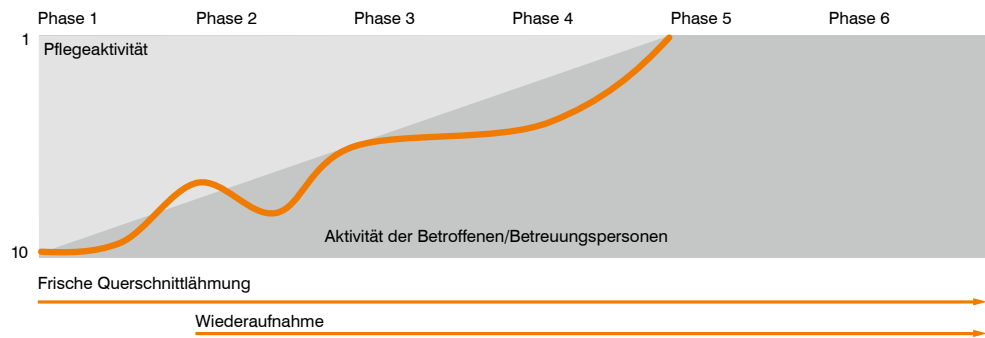 Phase 1 Phase 2 Phase 3 Phase 4 Phase 5 Phase 6
1
Pflegeaktivität
Aktivität der Betroffenen/Betreuungspersonen
10
Frische Querschnittlähmung
Wiederaufnahme